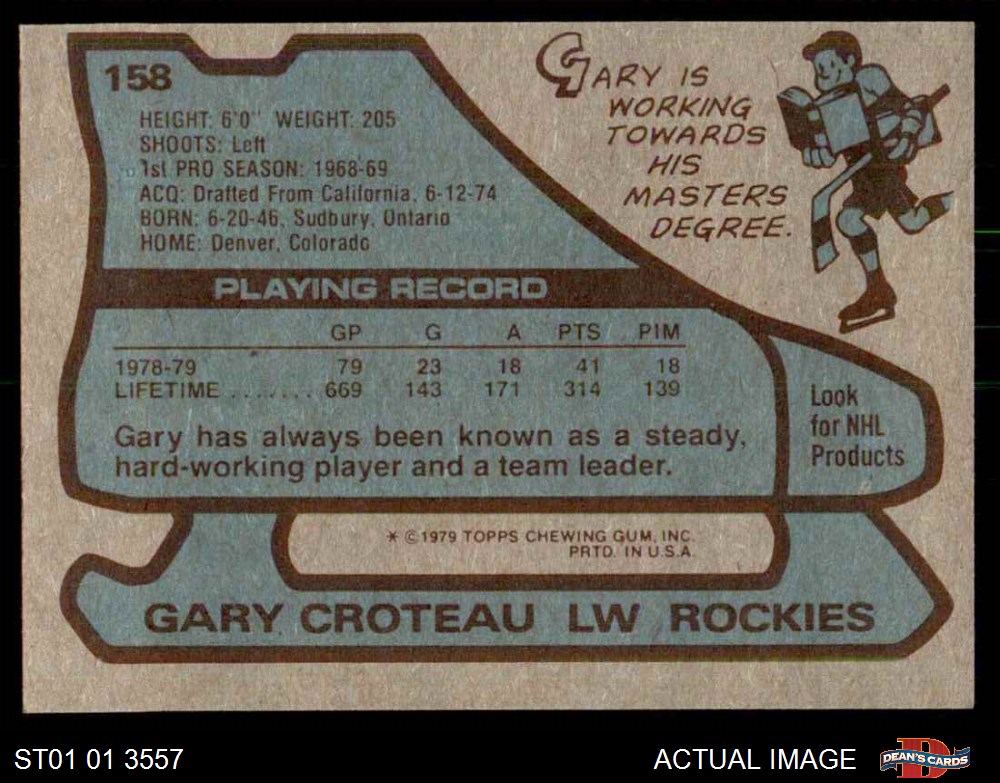 158
HEIGHT: 6'0" WEIGHT: 205
SHOOTS: Left
1st PRO SEASON: 1968-69
ACQ: Drafted From California, 6-12-74
BORN: 6-20-46, Sudbury, Ontario
HOME: Denver, Colorado
GARY IS
WORKING
TOWARDS
HIS
MASTERS
DEGREE.
PLAYING RECORD
GP G A PTS PIM
1978-79 79 23 18 41 18
LIFETIME ....... 669 143 171 314 139
Gary has always been known as a steady,
hard-working player and a team leader.
Look
for NHL
Products
* ©1979 TOPPS CHEWING GUM, INC.
PRTD. IN U.S.A.
GARY CROTEAU LW ROCKIES
ST01 01 3557
ACTUAL IMAGE
DEAN'S CARDS